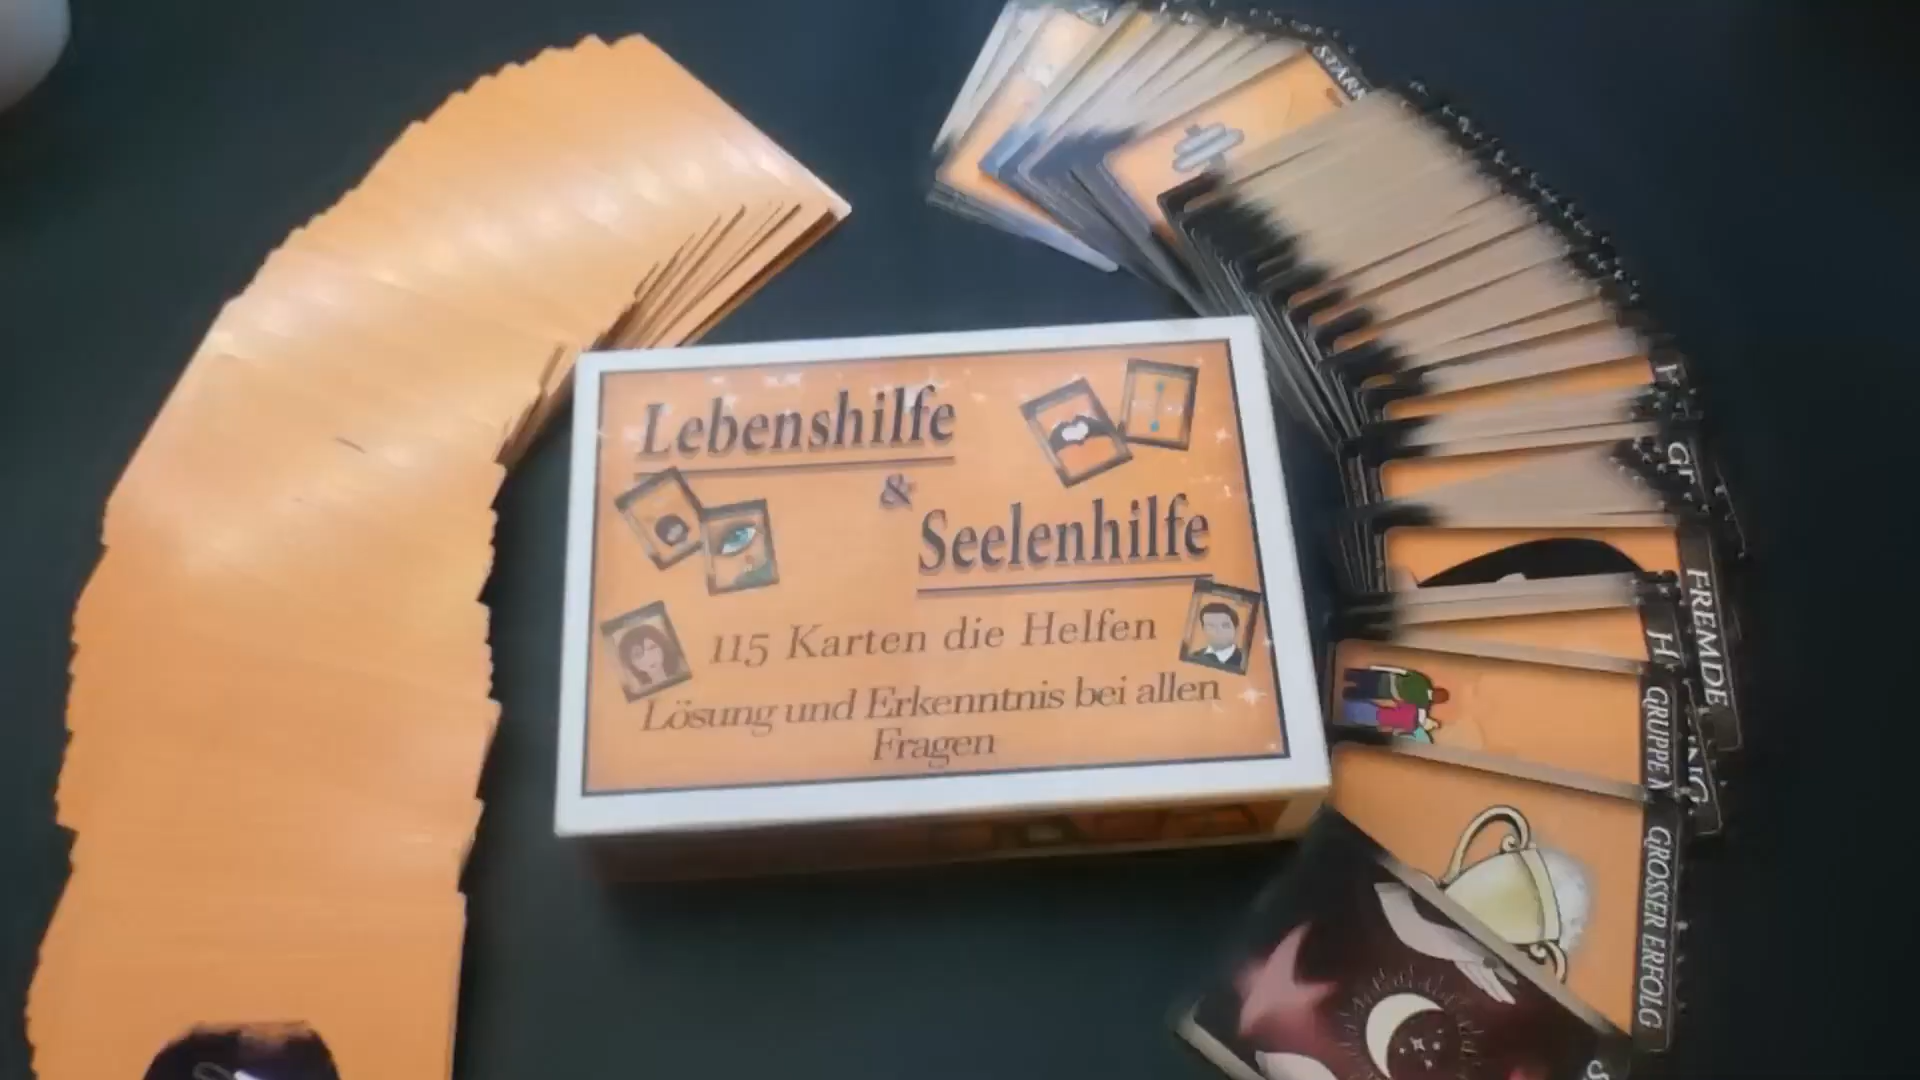 Lebenshilfe
&
Seelenhilfe
115 Karten die Helfen
Lösung und Erkenntnis bei allen
Fragen
FREMDE
GRUPPE
GROSSER ERFOLG